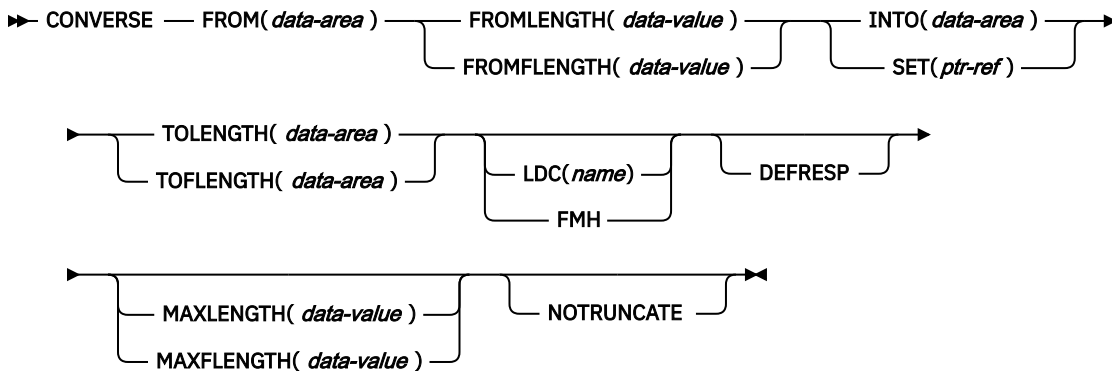 CONVERSE FROM(data-area) FROMLENGTH( data-value ) INTO(data-area)
FROMFLENGTH( data-value ) SET(ptr-ref )
TOLENGTH( data-area )
TOFLENGTH( data-area ) LDC(name) DEFRESP
FMH
MAXLENGTH( data-value ) NOTRUNCATE
MAXFLENGTH( data-value )